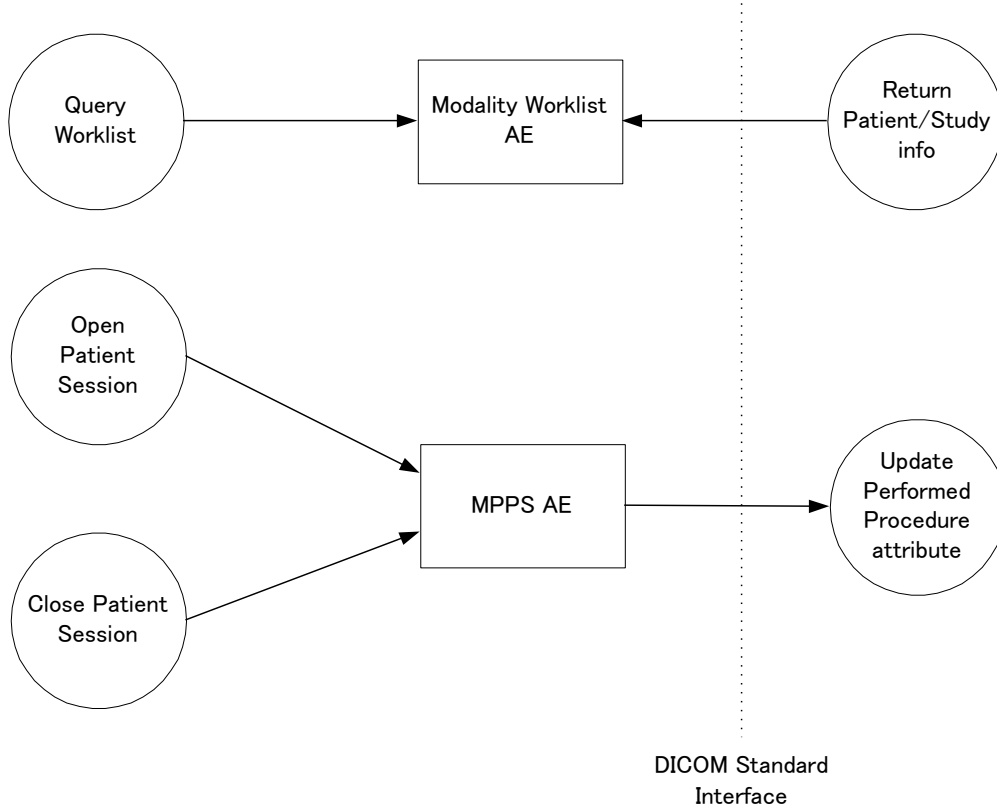 Query
Worklist
Modality Worklist
AE
Return
Patient/Study
info
Open
Patient
Session
MPPS AE
Update
Performed
Procedure
attribute
Close Patient
Session
DICOM Standard
Interface